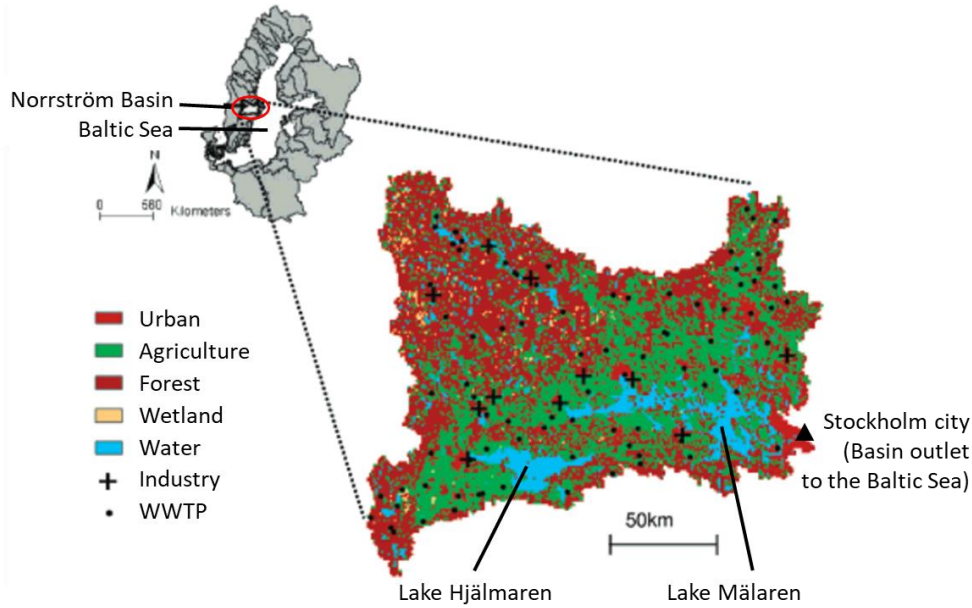 Norrström Basin
Baltic Sea
N
0 560 Kilometers
Urban
Agriculture
Forest
Wetland
Water
Industry
WWTP
Stockholm city
(Basin outlet
to the Baltic Sea)
50km
Lake Hjälmaren
Lake Mälaren